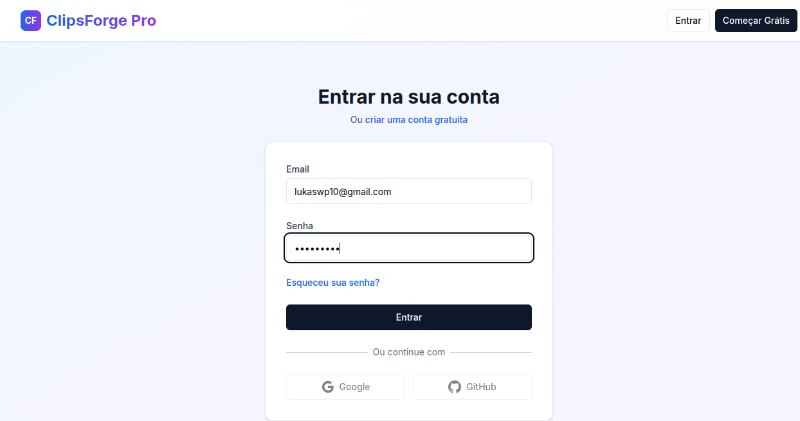 CF ClipsForge Pro
Entrar
Começar Grátis
Entrar na sua conta
Ou criar uma conta gratuita
Email
lukaswp10@gmail.com
Senha
•••••••••
Esqueceu sua senha?
Entrar
Ou continue com
Google
GitHub